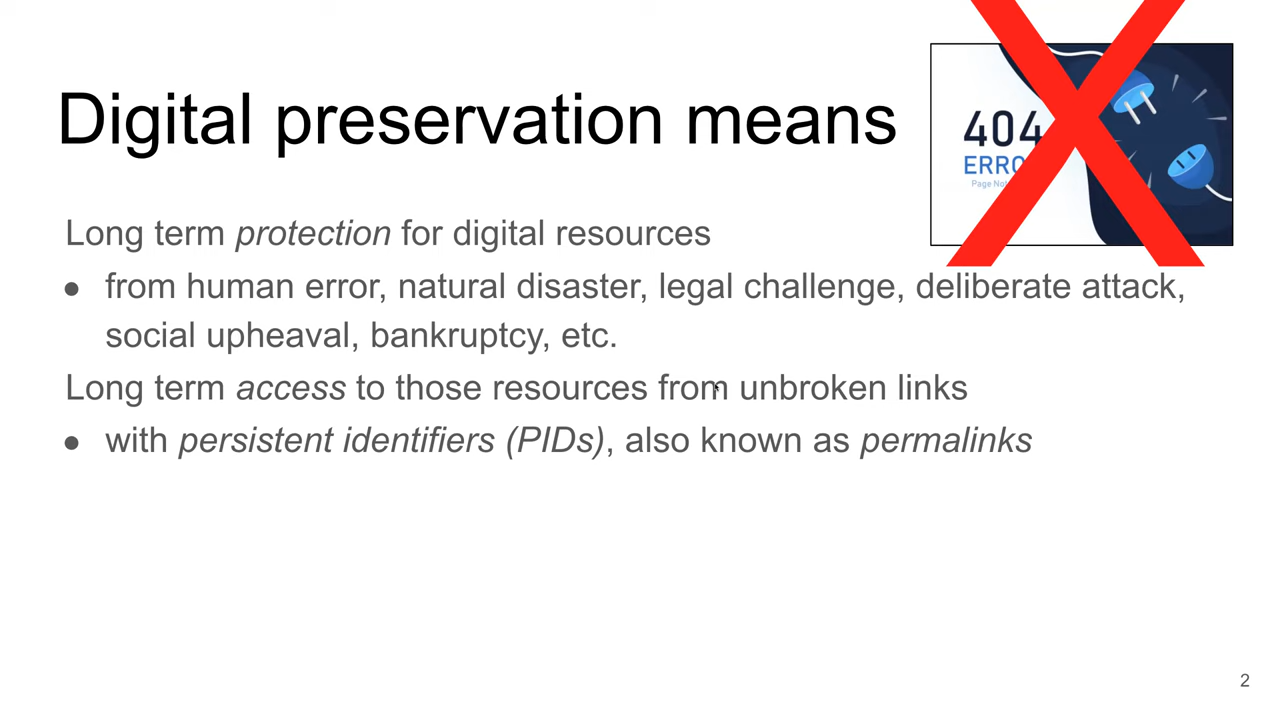 Digital preservation means
404
ERRO
Page No
Long term protection for digital resources
● from human error, natural disaster, legal challenge, deliberate attack,
social upheaval, bankruptcy, etc.
Long term access to those resources from unbroken links
● with persistent identifiers (PIDs), also known as permalinks
2